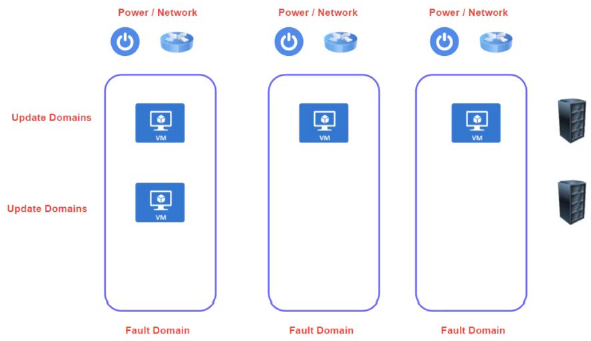 Power / Network
Power / Network
Power / Network
Update Domains
VM
VM
VM
Update Domains
VM
Fault Domain
Fault Domain
Fault Domain